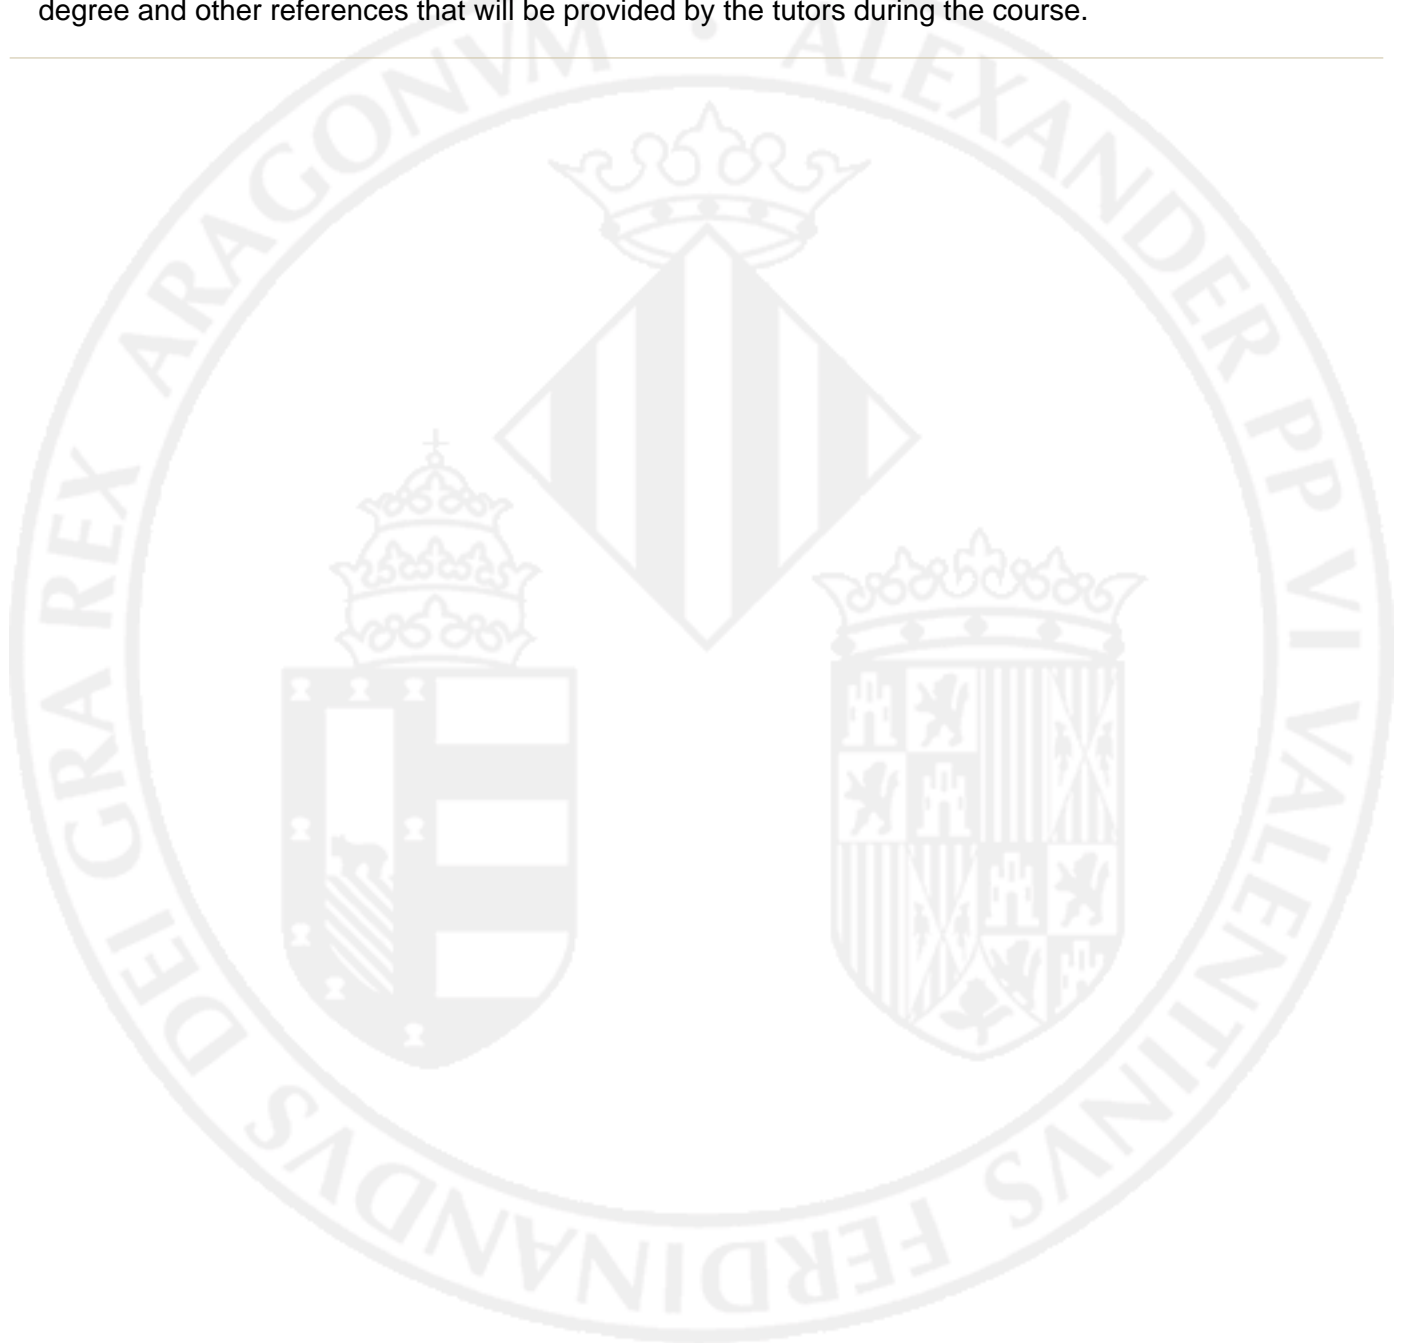 degree and other references that will be provided by the tutors during the course.
FERDINANDVS DEI GRA REX ARAGONVM • ALEXANDER PP VI VALENTINVS